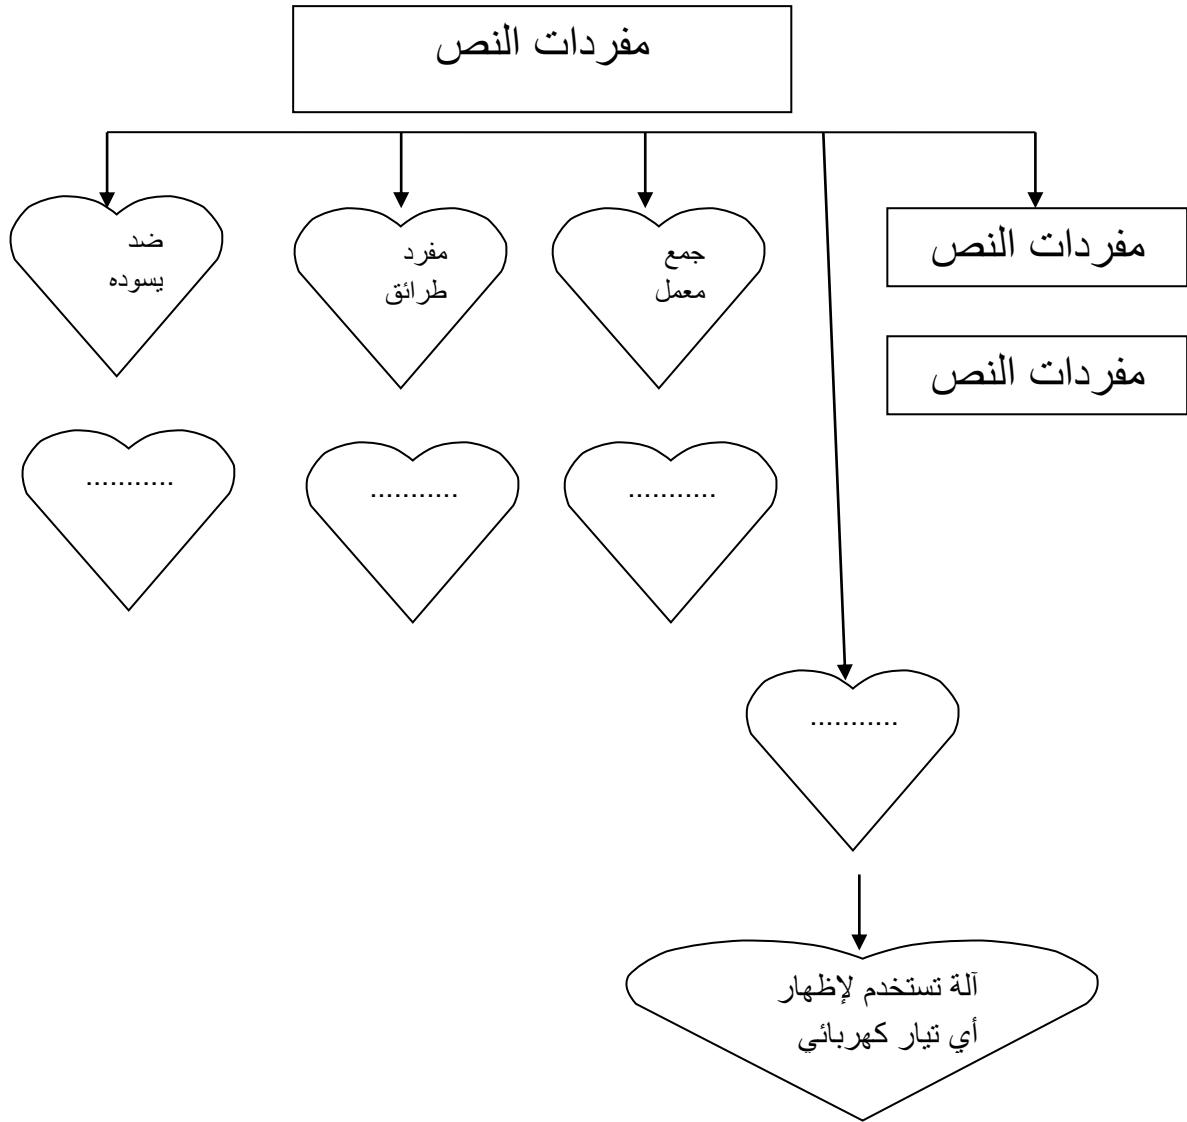 مفردات النص
مفردات النص
مفردات النص
جمع
معمل
مفرد
طرائق
ضد
يسوده
...........
...........
...........
...........
آلة تستخدم لإظهار
أي تيار كهربائي